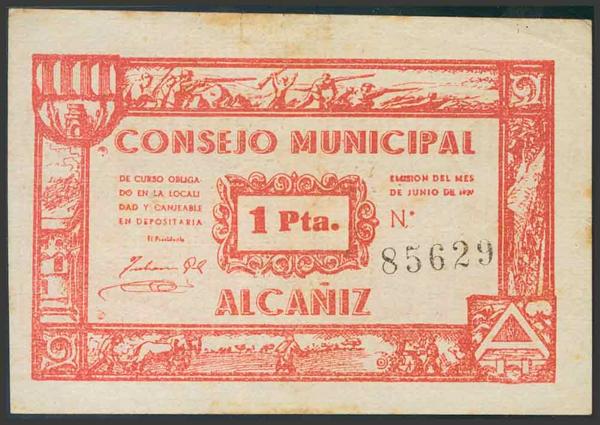 CONSEJO MUNICIPAL
DE CURSO OBLIGA
DO EN LA LOCALI
DAD Y CANJEABLE
EN DEPOSITARIA
El Presidente
1 Pta.
EMISION DEL MES
DE JUNIO DE 1937
N.º
85629
ALCAÑIZ
A